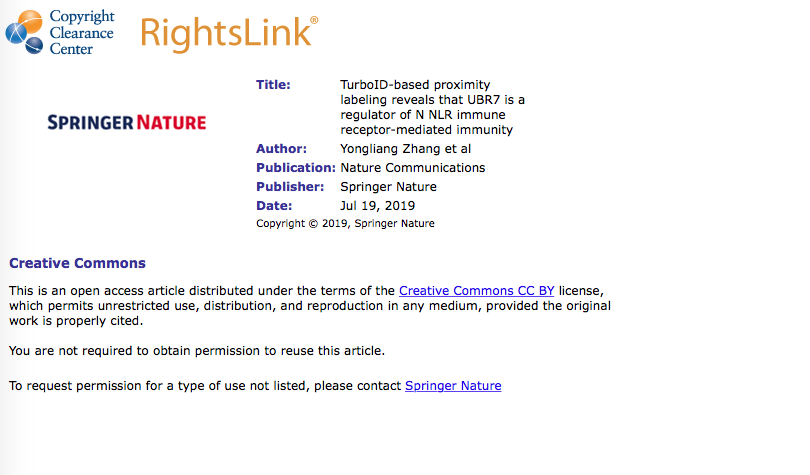 Copyright
Clearance
Center
RightsLink®
SPRINGER NATURE
Title: TurboID-based proximity
labeling reveals that UBR7 is a
regulator of N NLR immune
receptor-mediated immunity
Author: Yongliang Zhang et al
Publication: Nature Communications
Publisher: Springer Nature
Date: Jul 19, 2019
Copyright © 2019, Springer Nature
Creative Commons
This is an open access article distributed under the terms of the Creative Commons CC BY license,
which permits unrestricted use, distribution, and reproduction in any medium, provided the original
work is properly cited.
You are not required to obtain permission to reuse this article.
To request permission for a type of use not listed, please contact Springer Nature